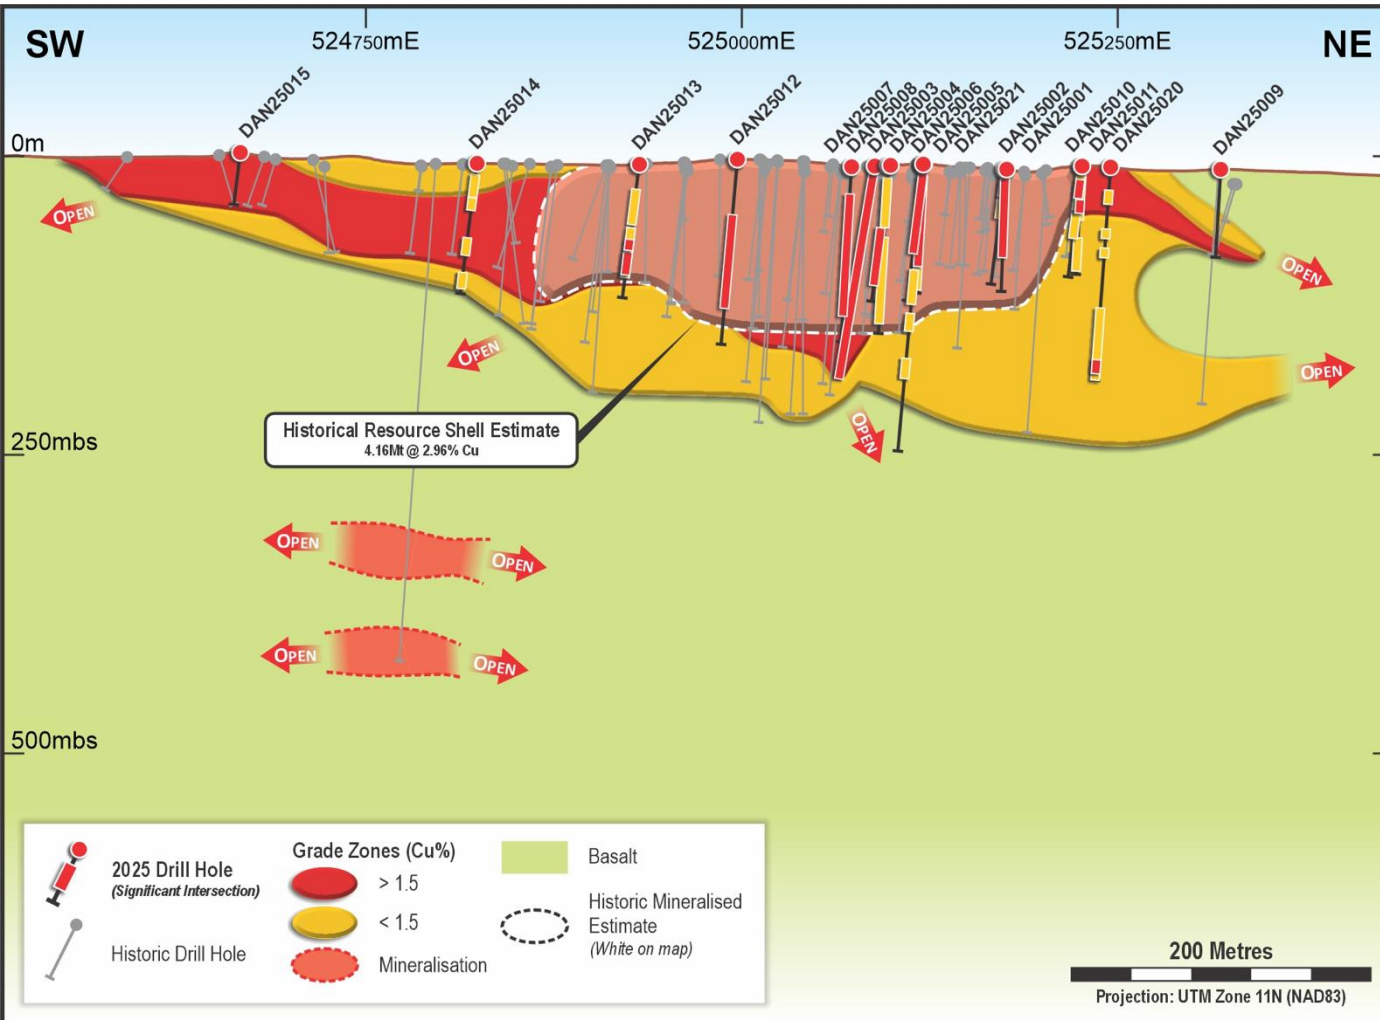 SW
524750mE
525000mE
525250mE
NE
DAN25015
DAN25014
DAN25013
DAN25012
DAN25007
DAN25008
DAN25003
DAN25004
DAN25006
DAN25005
DAN25021
DAN25002
DAN25001
DAN25010
DAN25011
DAN25020
DAN25009
0m
OPEN
OPEN
OPEN
OPEN
OPEN
Historical Resource Shell Estimate
4.16Mt @ 2.96% Cu
250mbs
OPEN
OPEN
OPEN
OPEN
500mbs
2025 Drill Hole
(Significant Intersection)
Historic Drill Hole
Grade Zones (Cu%)
> 1.5
< 1.5
Mineralisation
Basalt
Historic Mineralised
Estimate
(White on map)
200 Metres
Projection: UTM Zone 11N (NAD83)